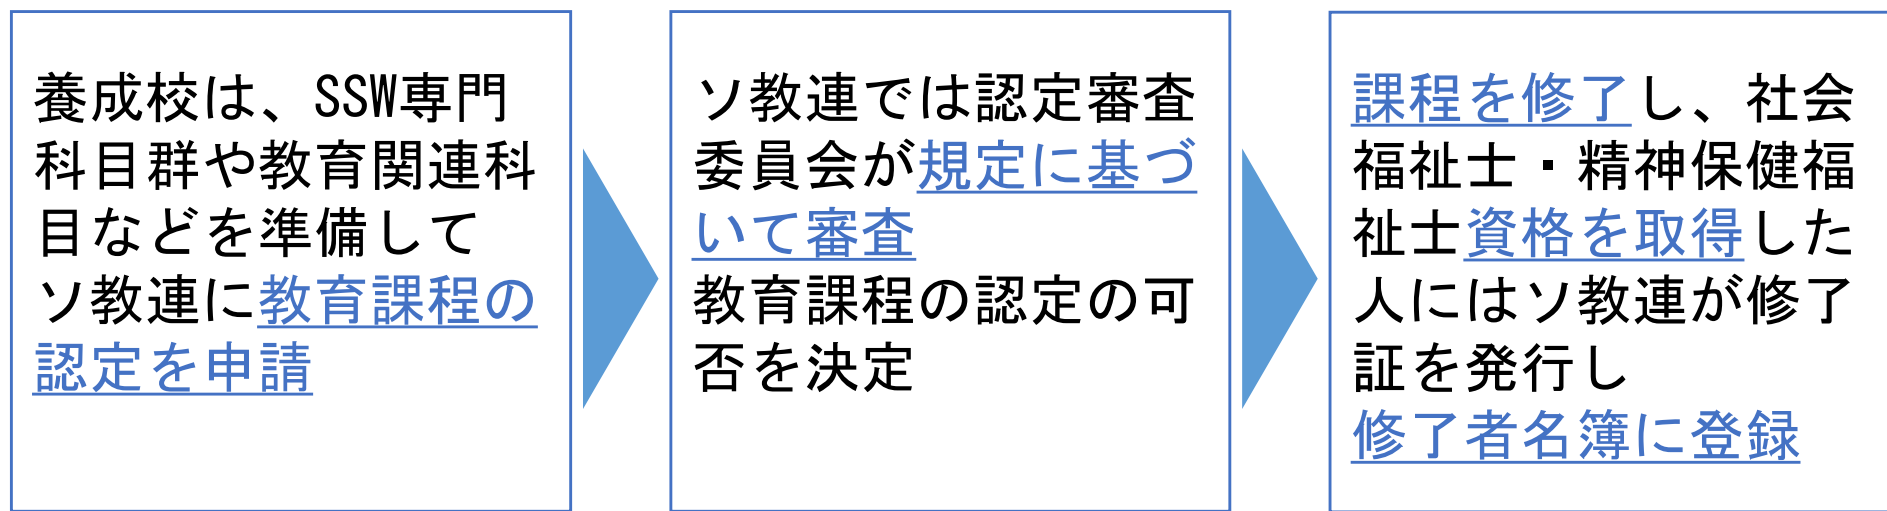 養成校は、SSW専門
科目群や教育関連科
目などを準備して
ソ教連に教育課程の
認定を申請
ソ教連では認定審査
委員会が規定に基づ
いて審査
教育課程の認定の可
否を決定
課程を修了し、社会
福祉士・精神保健福
祉士資格を取得した
人にはソ教連が修了
証を発行し
修了者名簿に登録